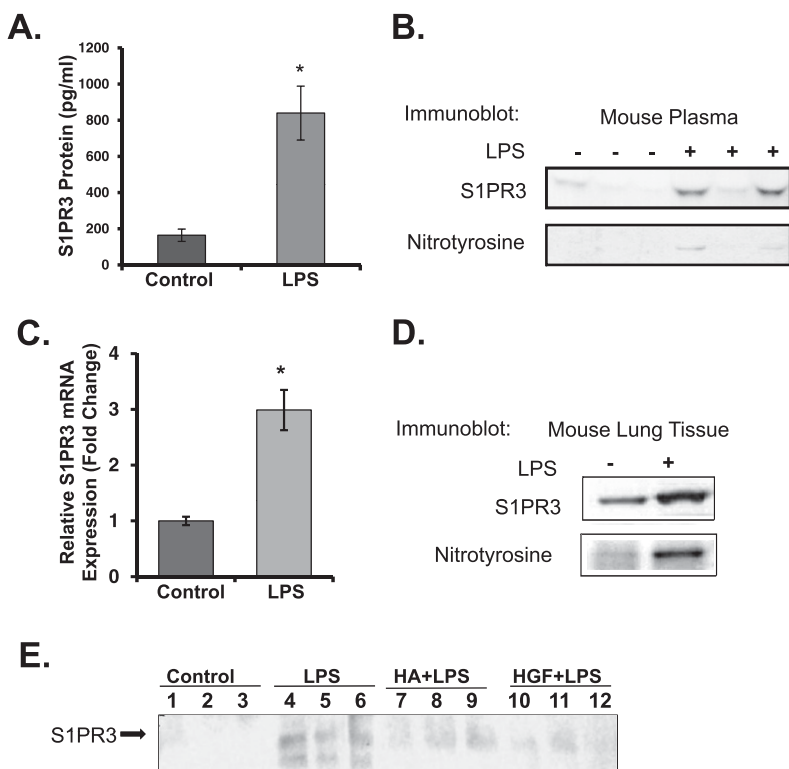 A.
S1PR3 Protein (pg/ml)
1200
1000
800
600
400
200
0
*
Control
LPS
B.
Immunoblot: Mouse Plasma
LPS - - - + + +
S1PR3
Nitrotyrosine
C.
Relative S1PR3 mRNA
Expression (Fold Change)
4
3
2
1
0
*
Control
LPS
D.
Immunoblot: Mouse Lung Tissue
LPS - +
S1PR3
Nitrotyrosine
E.
Control LPS HA+LPS HGF+LPS
1 2 3 4 5 6 7 8 9 10 11 12
S1PR3